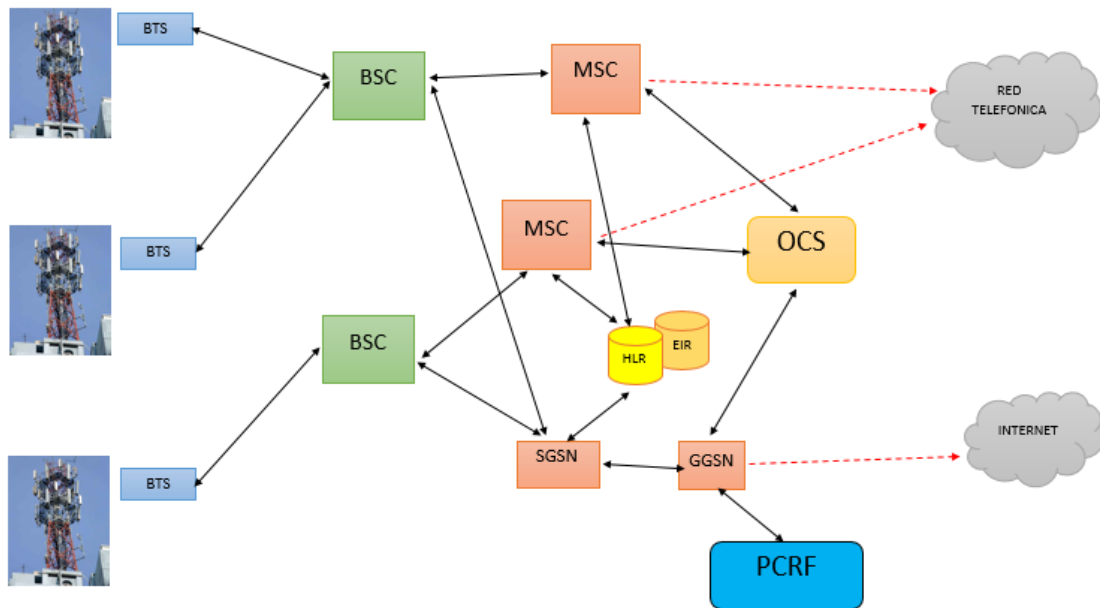 BTS
BSC
MSC
RED
TELEFONICA
MSC
OCS
BTS
BSC
HLR
EIR
INTERNET
SGSN
GGSN
BTS
PCRF